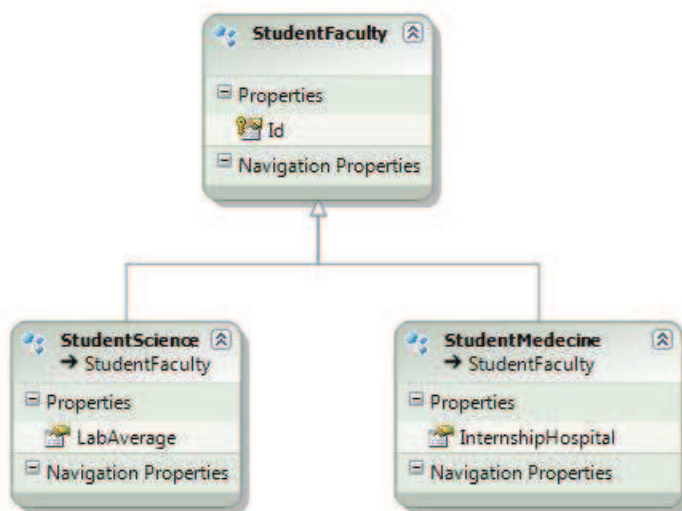 StudentFaculty
Properties
Id
Navigation Properties
StudentScience
StudentFaculty
Properties
LabAverage
Navigation Properties
StudentMedecine
StudentFaculty
Properties
InternshipHospital
Navigation Properties